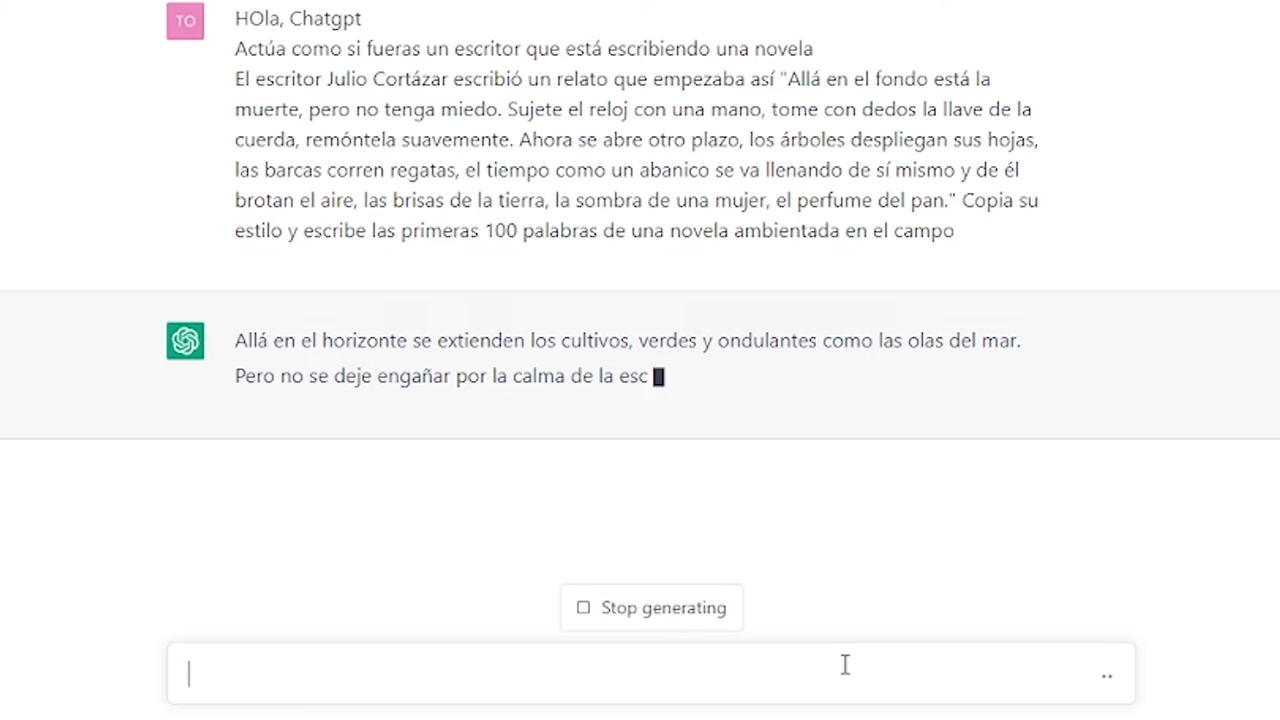 TO
HOla, Chatgpt
Actúa como si fueras un escritor que está escribiendo una novela
El escritor Julio Cortázar escribió un relato que empezaba así "Allá en el fondo está la
muerte, pero no tenga miedo. Sujete el reloj con una mano, tome con dedos la llave de la
cuerda, remóntela suavemente. Ahora se abre otro plazo, los árboles despliegan sus hojas,
las barcas corren regatas, el tiempo como un abanico se va llenando de sí mismo y de él
brotan el aire, las brisas de la tierra, la sombra de una mujer, el perfume del pan." Copia su
estilo y escribe las primeras 100 palabras de una novela ambientada en el campo
Allá en el horizonte se extienden los cultivos, verdes y ondulantes como las olas del mar.
Pero no se deje engañar por la calma de la esc
Stop generating